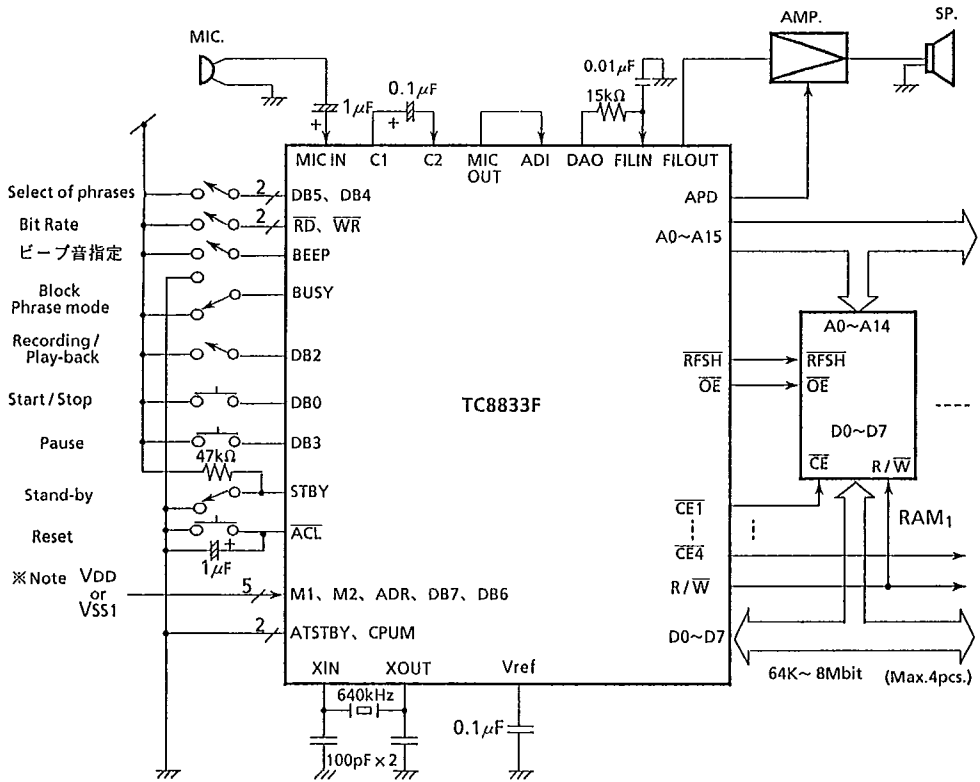 AMP.
SP.
MIC.
0.01μF
0.1μF
15kΩ
1μF
+
+
MIC IN
C1
C2
MIC
OUT
ADI
DAO
FILIN
FILOUT
Select of phrases
2
DB5、DB4
APD
Bit Rate
2
RD、WR
A0~A15
ビープ音指定
BEEP
Block
Phrase mode
BUSY
A0~A14
Recording /
Play-back
DB2
RFSH
RFSH
OE
OE
Start / Stop
DB0
TC8833F
D0~D7
Pause
DB3
47kΩ
CE
R/W
Stand-by
STBY
CE1
RAM1
Reset
ACL
+
1μF
CE4
※Note VDD
or
VSS1
5
M1、M2、ADR、DB7、DB6
R/W
2
ATSTBY、CPUM
D0~D7
XIN
XOUT
Vref
64K~8Mbit
(Max.4pcs.)
640kHz
0.1μF
100pF×2